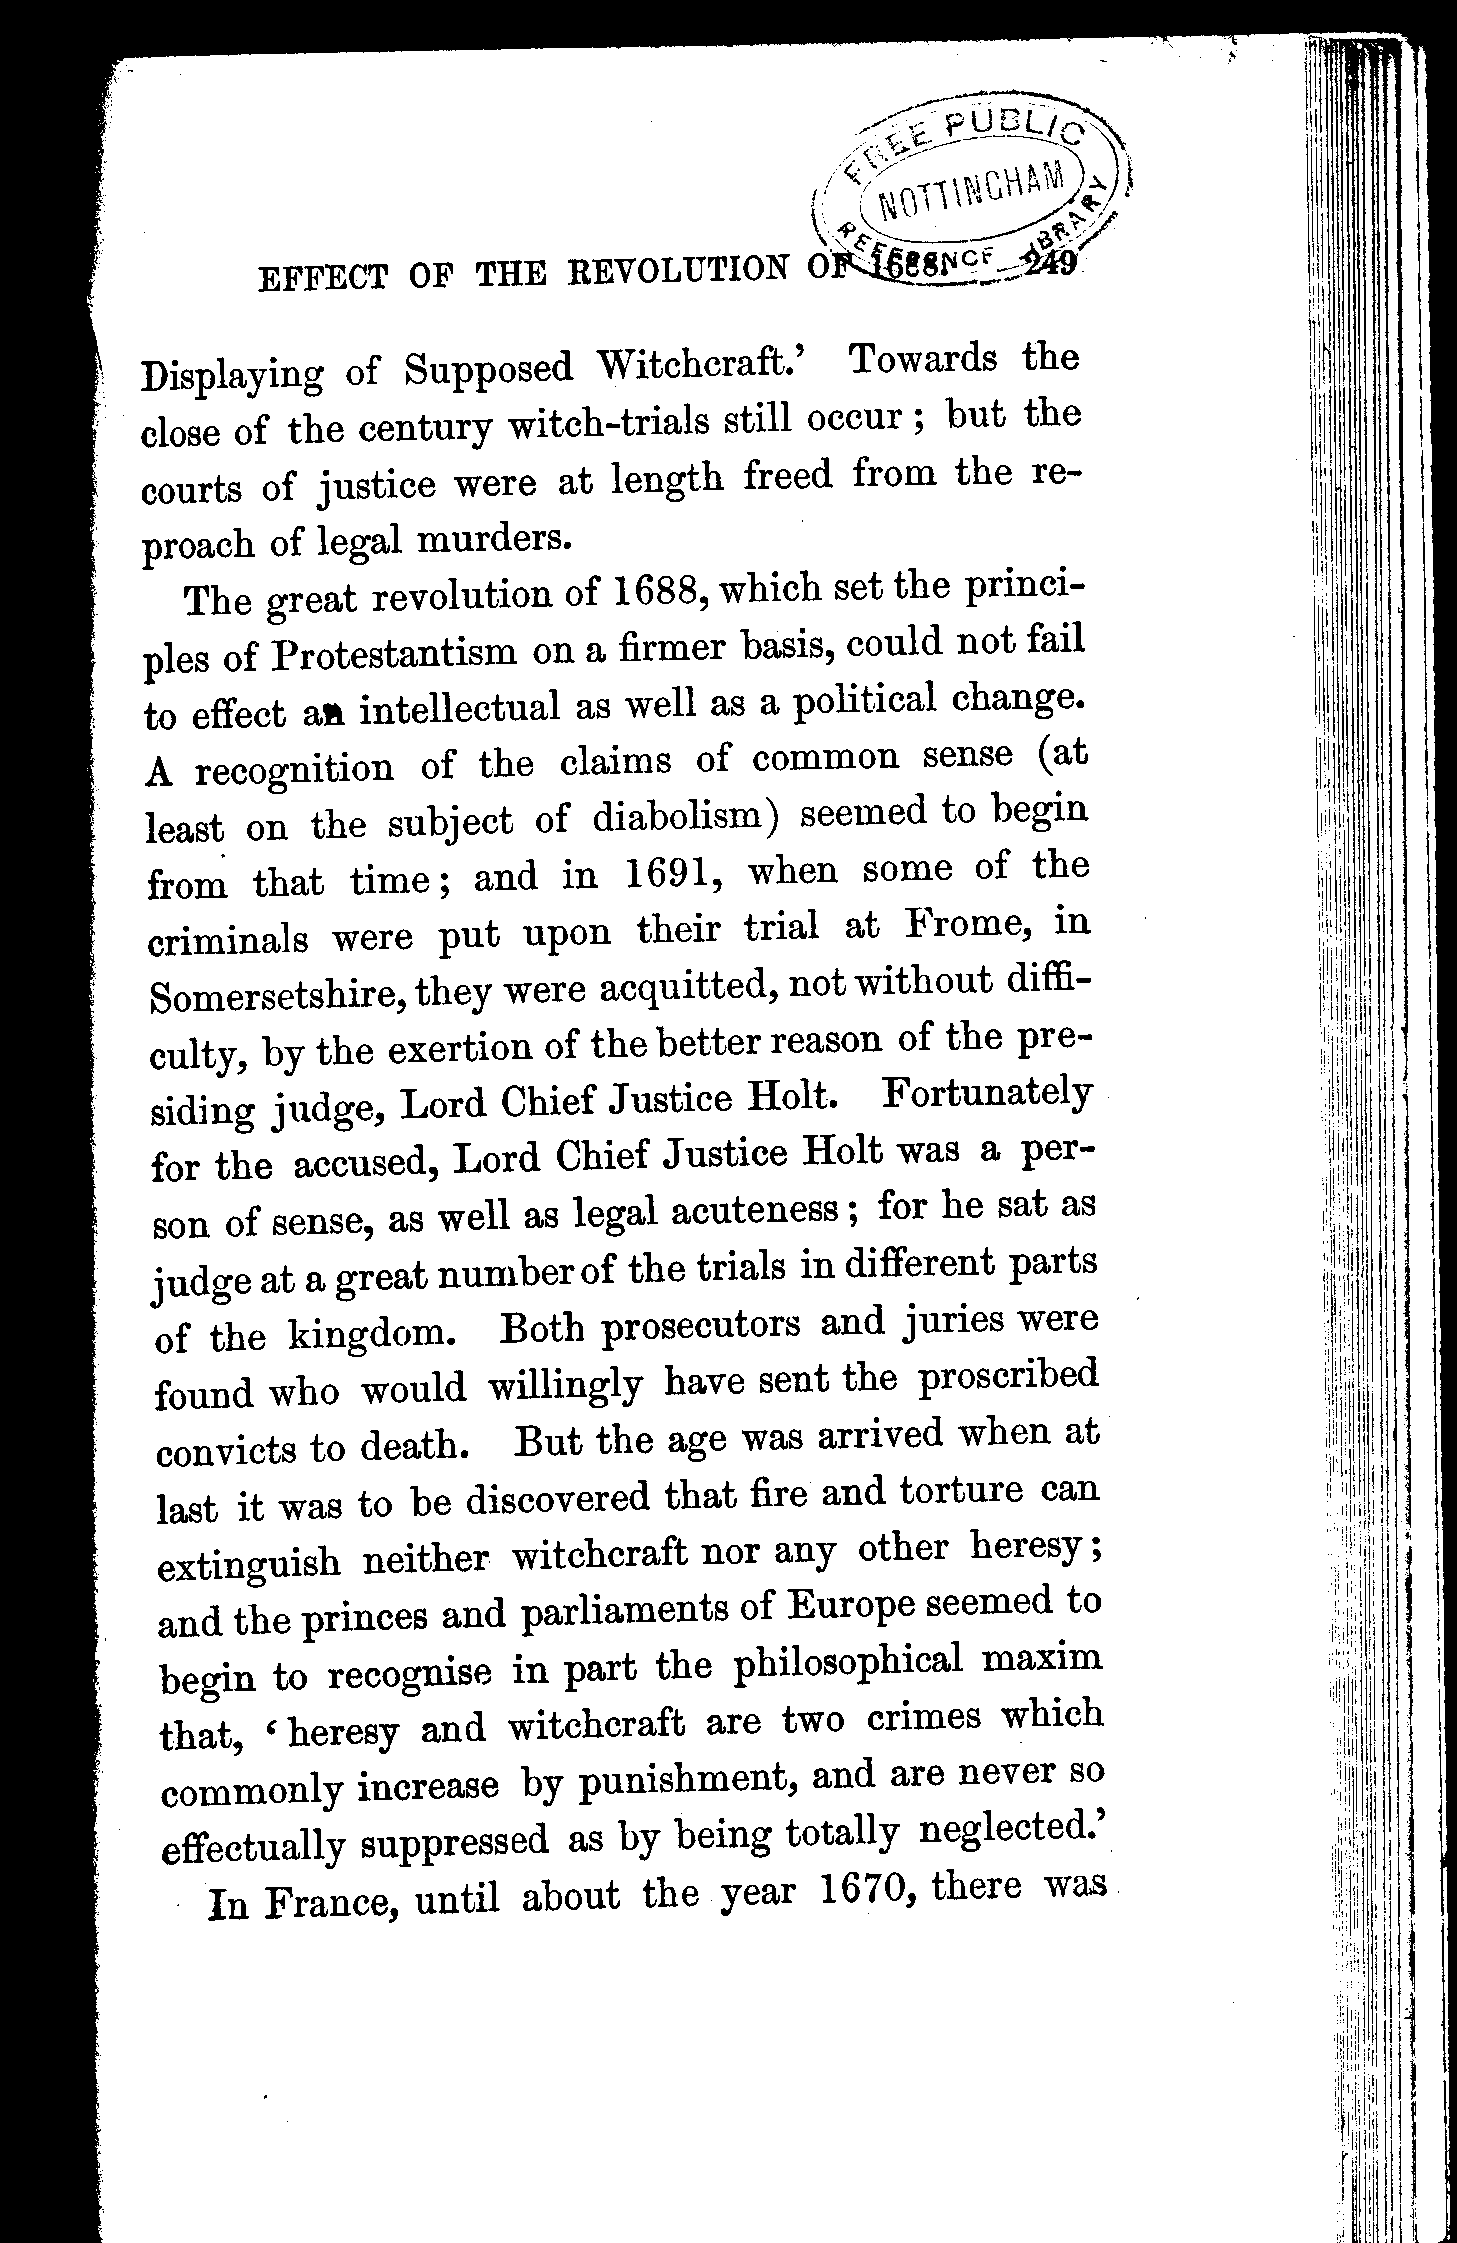 FREE PUBLIC
NOTTINGHAM
REFERENCE LIBRARY
EFFECT OF THE REVOLUTION OF 1688. 249
Displaying of Supposed Witchcraft.’ Towards the
close of the century witch-trials still occur; but the
courts of justice were at length freed from the re-
proach of legal murders.
The great revolution of 1688, which set the princi-
ples of Protestantism on a firmer basis, could not fail
to effect an intellectual as well as a political change.
A recognition of the claims of common sense (at
least on the subject of diabolism) seemed to begin
from that time; and in 1691, when some of the
criminals were put upon their trial at Frome, in
Somersetshire, they were acquitted, not without diffi-
culty, by the exertion of the better reason of the pre-
siding judge, Lord Chief Justice Holt. Fortunately
for the accused, Lord Chief Justice Holt was a per-
son of sense, as well as legal acuteness; for he sat as
judge at a great number of the trials in different parts
of the kingdom. Both prosecutors and juries were
found who would willingly have sent the proscribed
convicts to death. But the age was arrived when at
last it was to be discovered that fire and torture can
extinguish neither witchcraft nor any other heresy;
and the princes and parliaments of Europe seemed to
begin to recognise in part the philosophical maxim
that, ‘heresy and witchcraft are two crimes which
commonly increase by punishment, and are never so
effectually suppressed as by being totally neglected.’
In France, until about the year 1670, there was